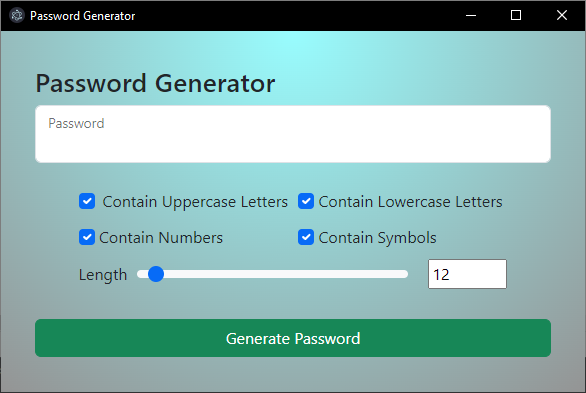 Password Generator
Password Generator
Password
Contain Uppercase Letters Contain Lowercase Letters
Contain Numbers Contain Symbols
Length 12
Generate Password